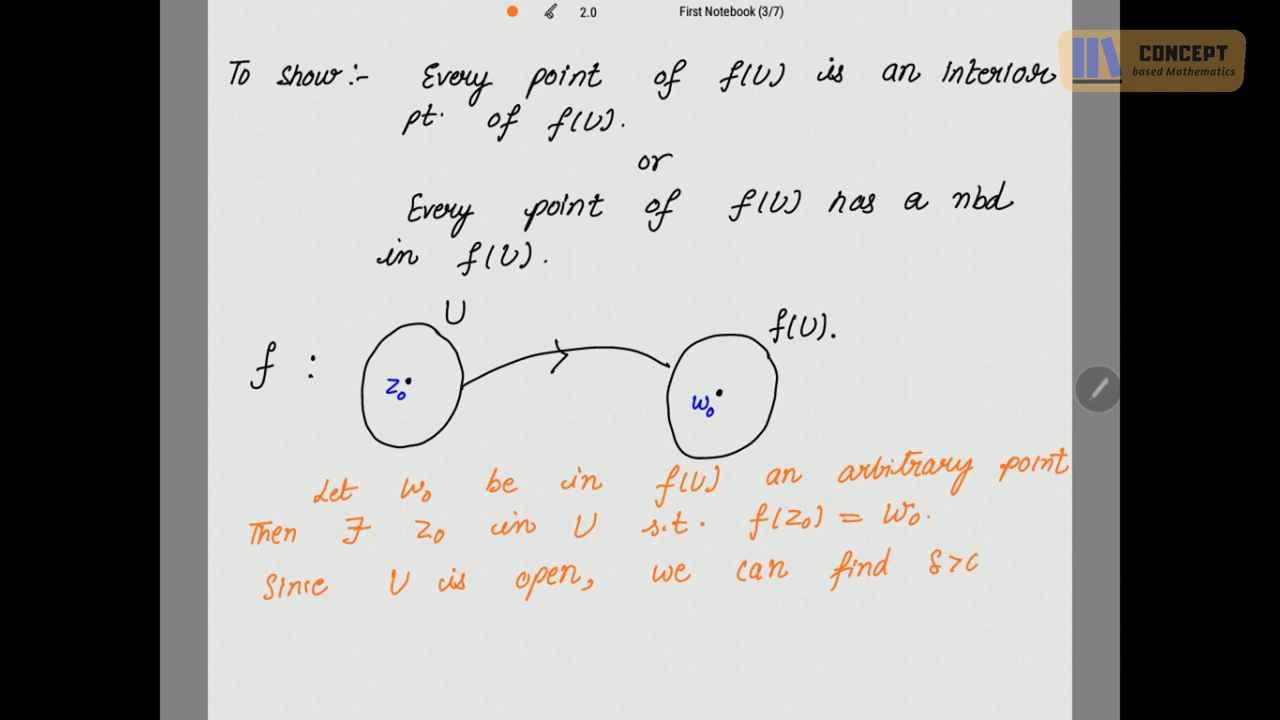 2.0 First Notebook (3/7)
CONCEPT
based Mathematics
To show :- Every point of f(U) is an interior
pt. of f(U).
or
Every point of f(U) has a nbd
in f(U).
U
f(U).
f :
z₀
w₀
Let w₀ be in f(U) an arbitrary point
Then ∃ z₀ in U s.t. f(z₀) = w₀.
Since U is open, we can find δ>